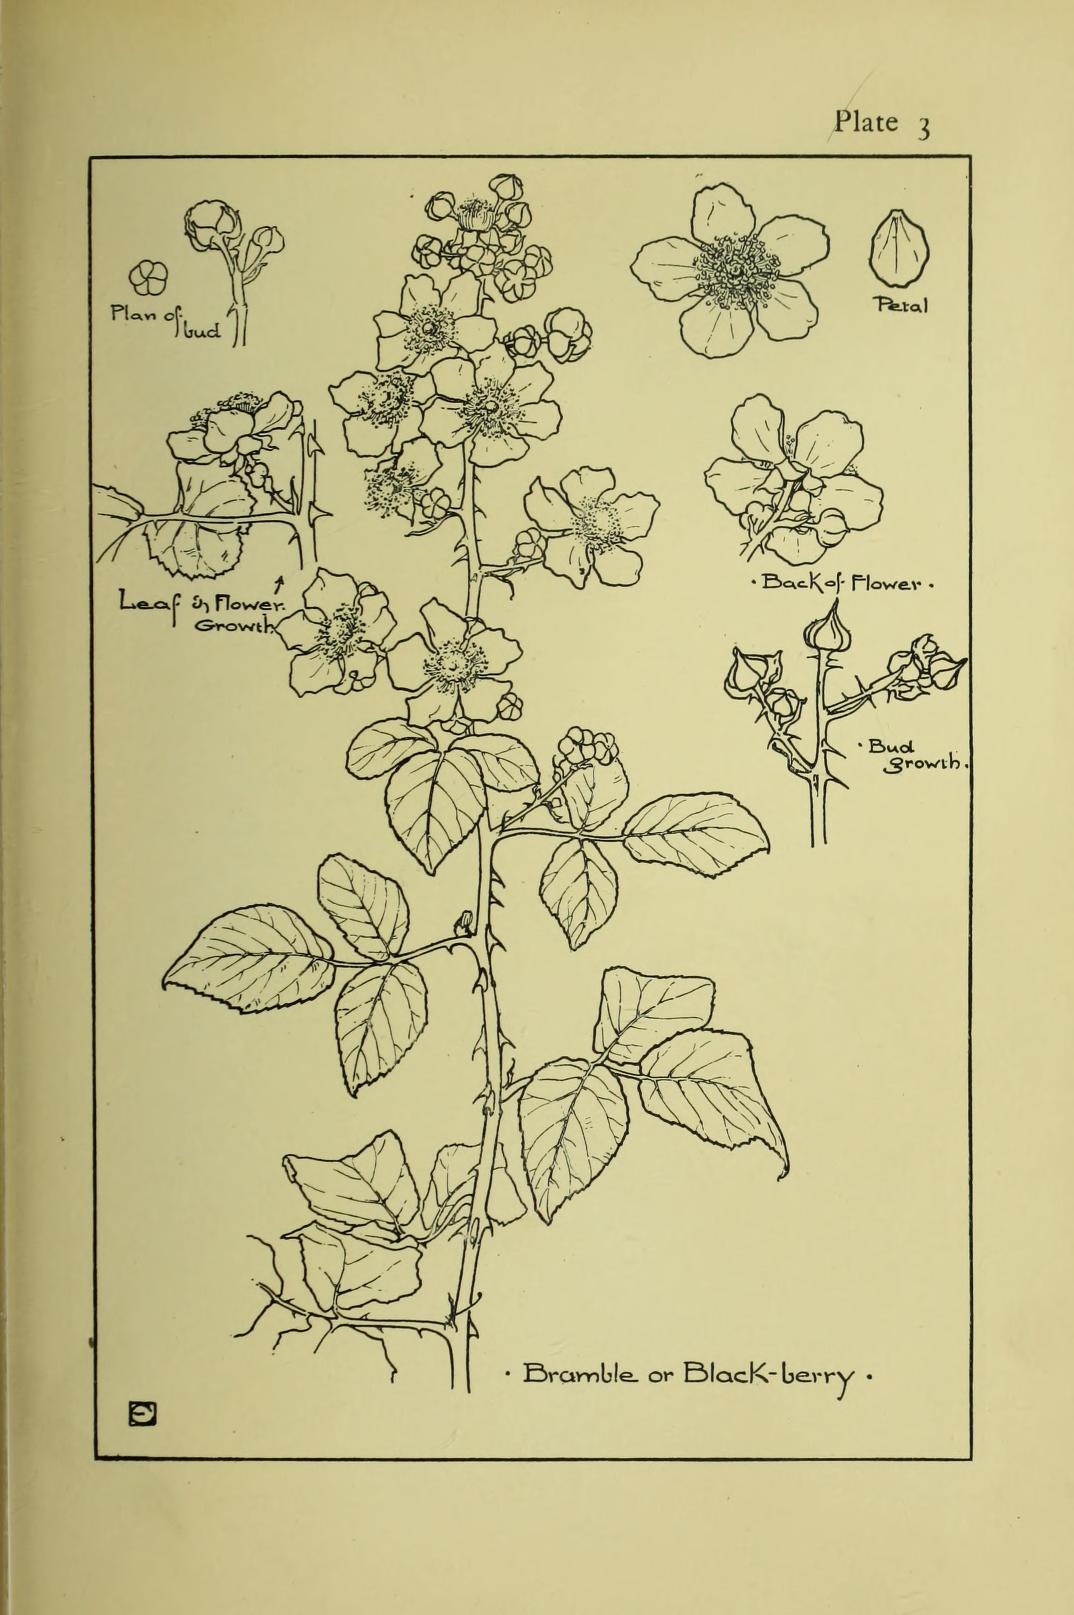 Plate 3
Plan of
bud
Petal
Leaf & Flower
Growth
· Back of Flower ·
· Bud
growth.
· Bramble or Black-berry ·